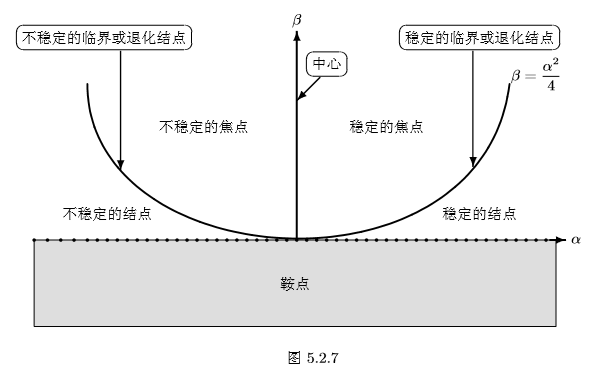 β
不稳定的临界或退化结点
稳定的临界或退化结点
中心
β = α²/4
不稳定的焦点
稳定的焦点
不稳定的结点
稳定的结点
α
鞍点
图 5.2.7